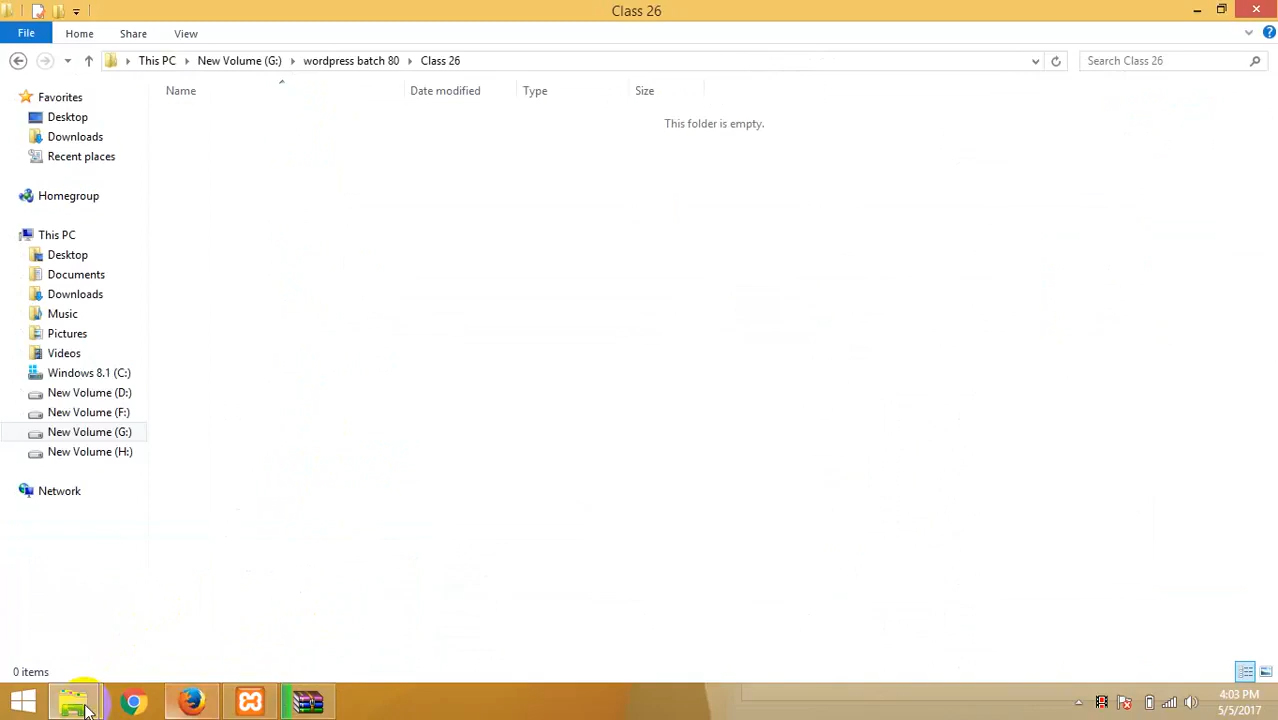 Class 26
File Home Share View
This PC New Volume (G:) wordpress batch 80 Class 26
Search Class 26
Name Date modified Type Size
This folder is empty.
Favorites
Desktop
Downloads
Recent places
Homegroup
This PC
Desktop
Documents
Downloads
Music
Pictures
Videos
Windows 8.1 (C:)
New Volume (D:)
New Volume (F:)
New Volume (G:)
New Volume (H:)
Network
0 items
4:03 PM
5/5/2017